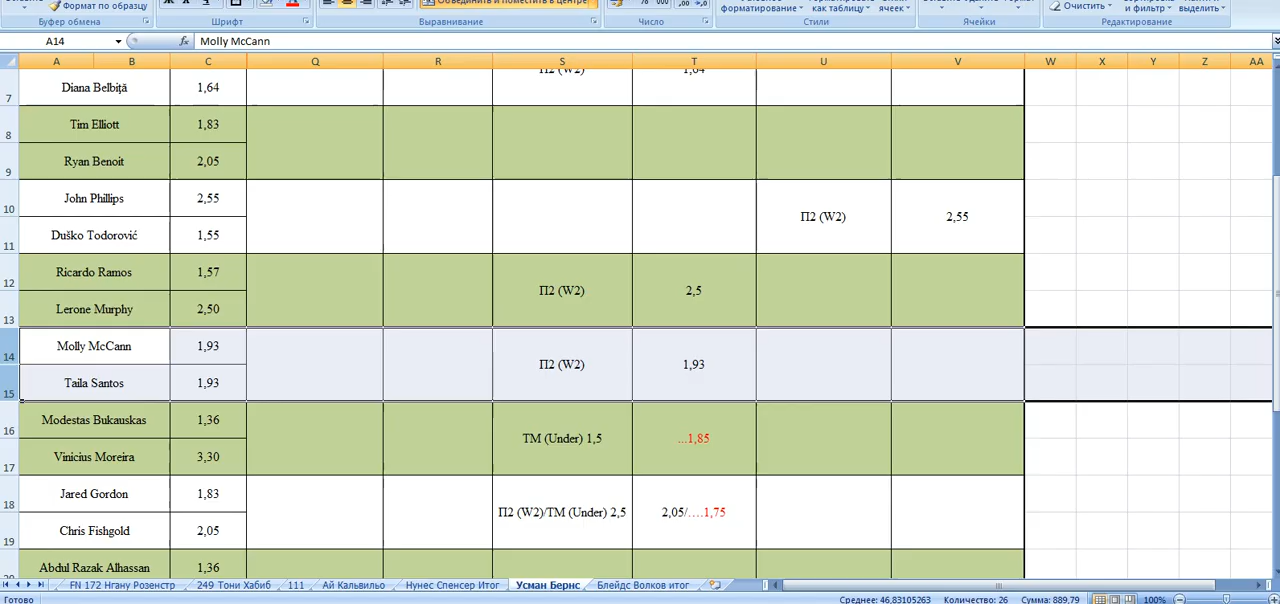 Формат по образцу
Объединить и поместить в центре
% 000
форматирование
как таблицу
ячеек
Очистить
и фильтр
выделить
Буфер обмена
Шрифт
Выравнивание
Число
Стили
Ячейки
Редактирование
A14
fx
Molly McCann
A B C Q R S T U V W X Y Z AA
П2 (W2) 1,64
7 Diana Belbiţă 1,64
8 Tim Elliott 1,83
9 Ryan Benoit 2,05
10 John Phillips 2,55
П2 (W2) 2,55
11 Duško Todorović 1,55
12 Ricardo Ramos 1,57
П2 (W2) 2,5
13 Lerone Murphy 2,50
14 Molly McCann 1,93
П2 (W2) 1,93
15 Taila Santos 1,93
16 Modestas Bukauskas 1,36
ТМ (Under) 1,5 ...1,85
17 Vinicius Moreira 3,30
18 Jared Gordon 1,83
П2 (W2)/ТМ (Under) 2,5 2,05/….1,75
19 Chris Fishgold 2,05
20 Abdul Razak Alhassan 1,36
FN 172 Нгану Розенстр 249 Тони Хабиб 111 Ай Кальвильо Нунес Спенсер Итог Усман Бернс Блейдс Волков итог
Готово
Среднее: 46,83105263 Количество: 26 Сумма: 889,79 100%